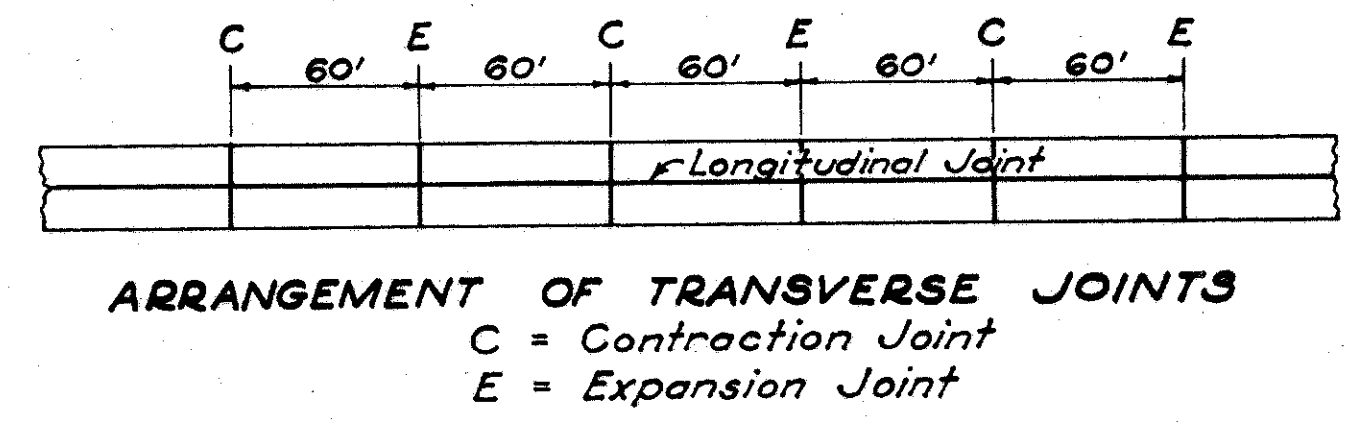 C E C E C E
60' 60' 60' 60' 60'
Longitudinal Joint
ARRANGEMENT OF TRANSVERSE JOINTS
C = Contraction Joint
E = Expansion Joint